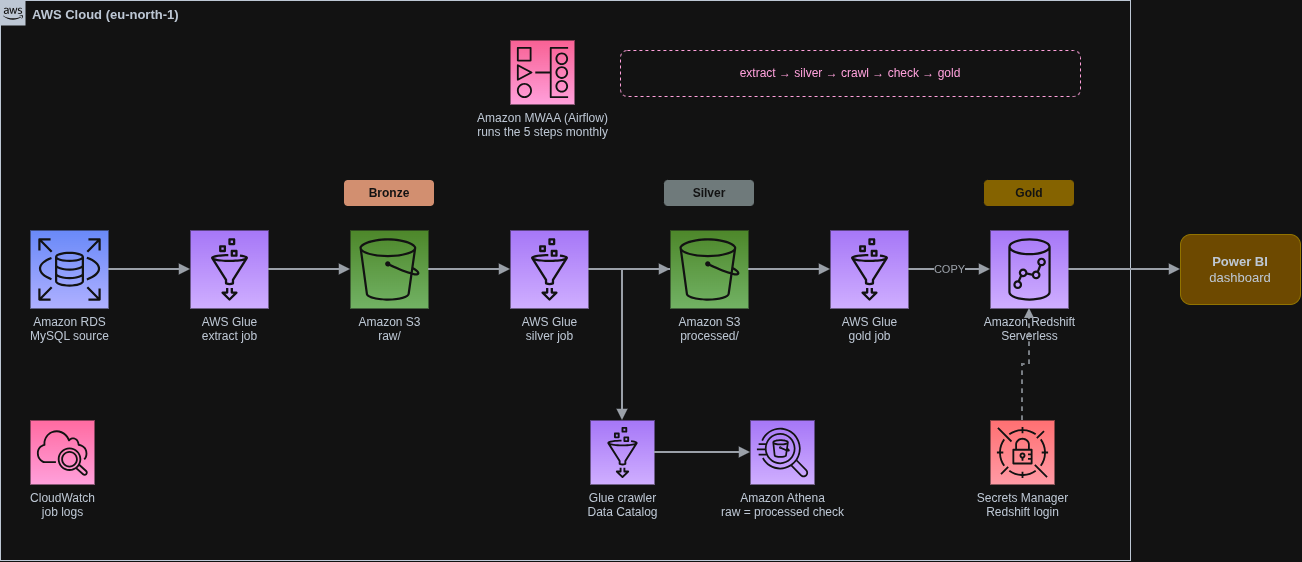 aws
AWS Cloud (eu-north-1)
extract → silver → crawl → check → gold
Amazon MWAA (Airflow)
runs the 5 steps monthly
Bronze
Silver
Gold
COPY
Power BI
dashboard
Amazon RDS
MySQL source
AWS Glue
extract job
Amazon S3
raw/
AWS Glue
silver job
Amazon S3
processed/
AWS Glue
gold job
Amazon Redshift
Serverless
CloudWatch
job logs
Glue crawler
Data Catalog
Amazon Athena
raw = processed check
Secrets Manager
Redshift login